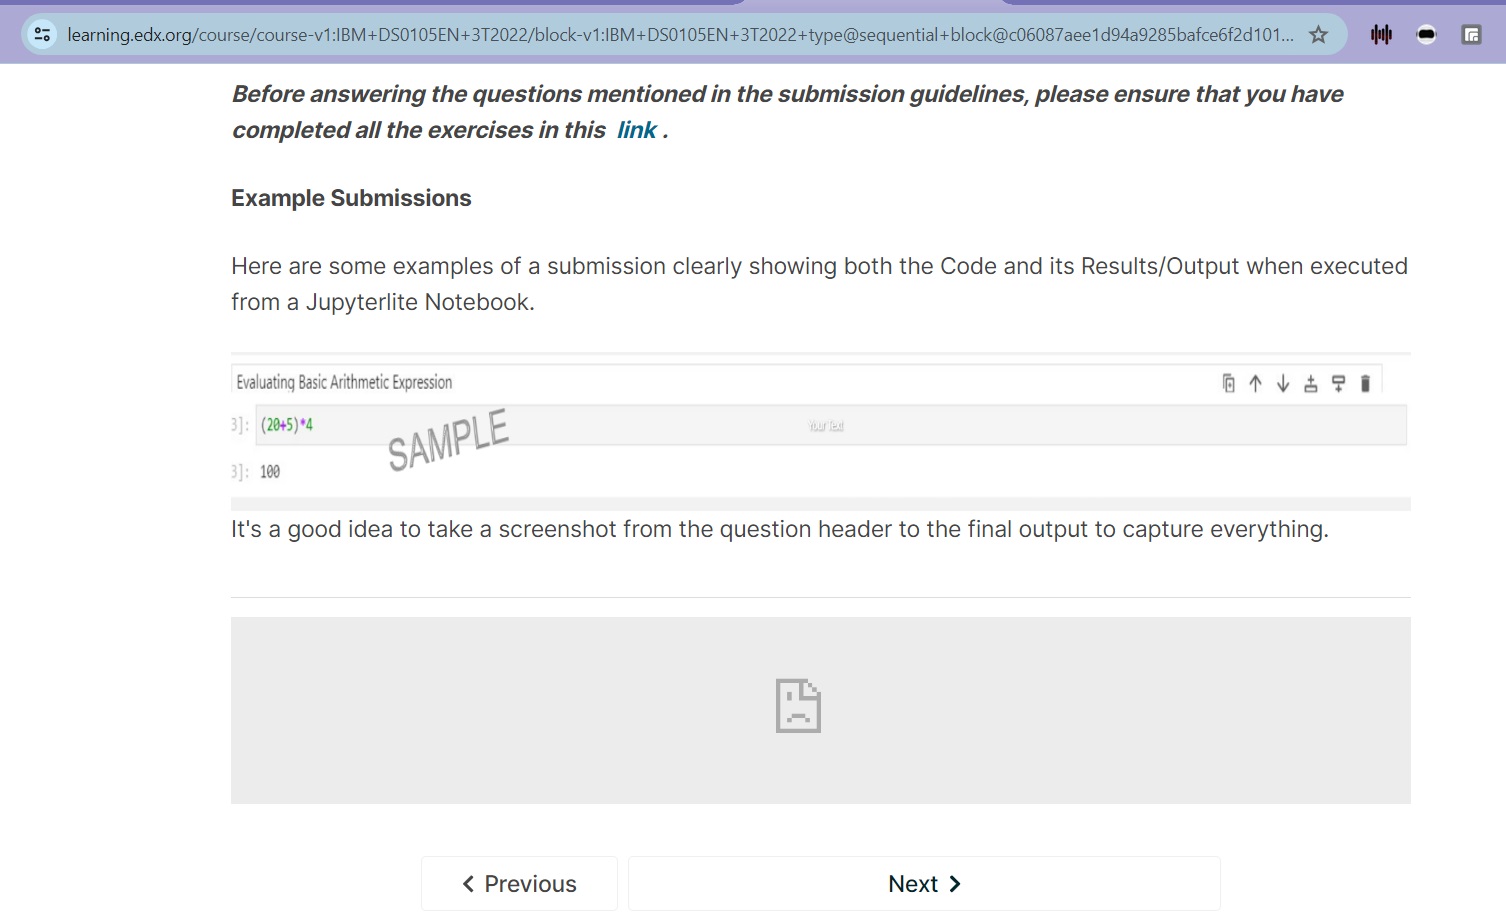 learning.edx.org/course/course-v1:IBM+DS0105EN+3T2022/block-v1:IBM+DS0105EN+3T2022+type@sequential+block@c06087aee1d94a9285bafce6f2d101...
Before answering the questions mentioned in the submission guidelines, please ensure that you have
completed all the exercises in this link .
Example Submissions
Here are some examples of a submission clearly showing both the Code and its Results/Output when executed
from a Jupyterlite Notebook.
Evaluating Basic Arithmetic Expression
3]: (20+5)*4
Your Text
SAMPLE
3]: 100
It's a good idea to take a screenshot from the question header to the final output to capture everything.
Previous
Next